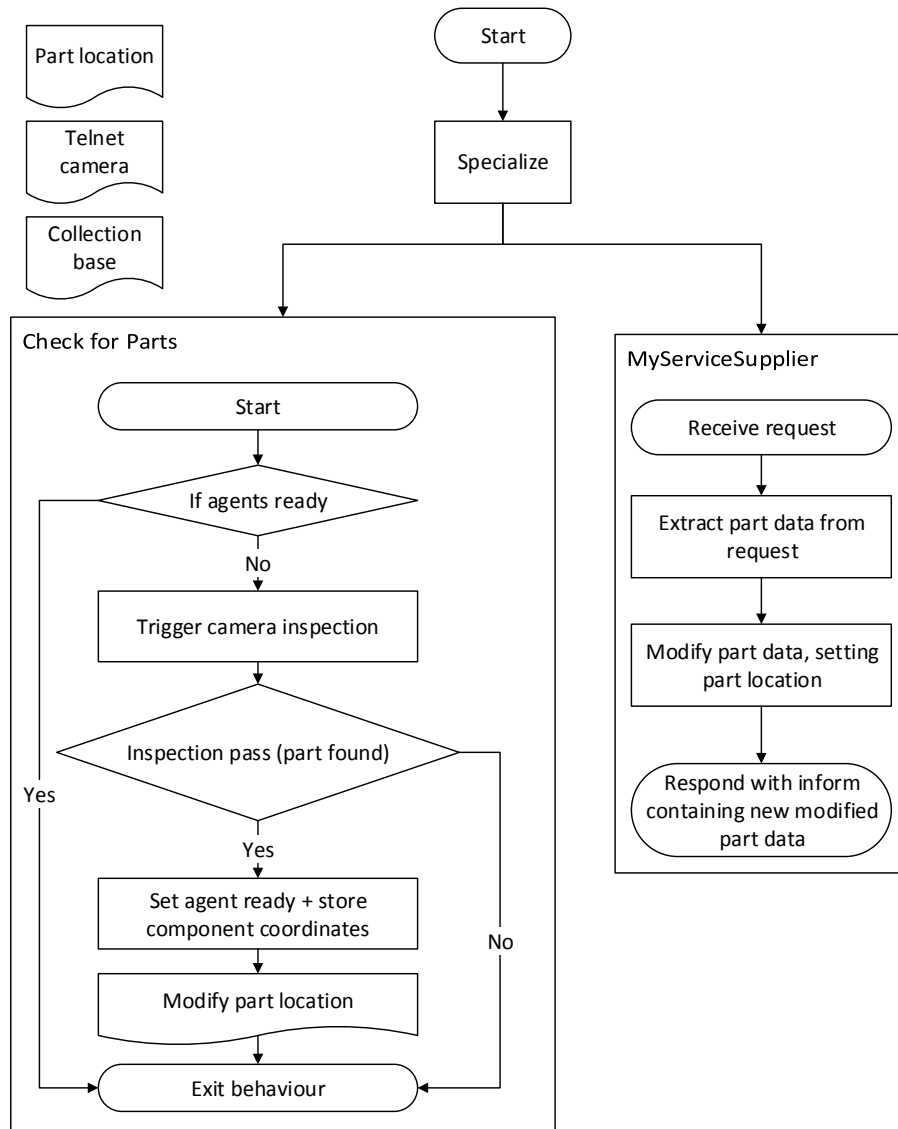 Part location
Telnet
camera
Collection
base
Start
Specialize
Check for Parts
Start
If agents ready
No
Trigger camera inspection
Inspection pass (part found)
Yes
Yes
Set agent ready + store
component coordinates
No
Modify part location
Exit behaviour
MyServiceSupplier
Receive request
Extract part data from
request
Modify part data, setting
part location
Respond with inform
containing new modified
part data